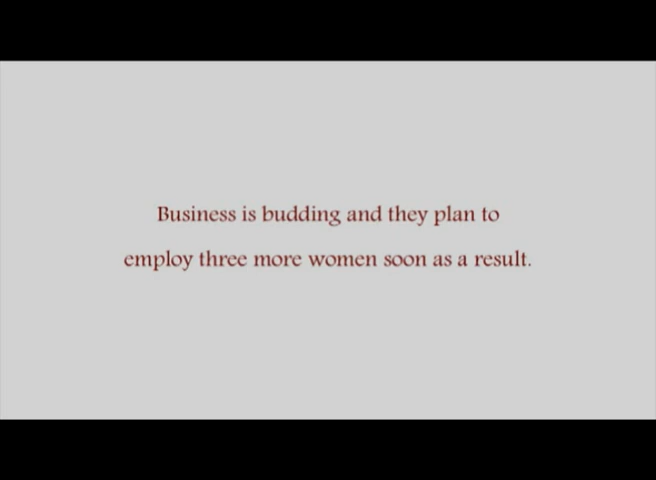 Business is budding and they plan to
employ three more women soon as a result.